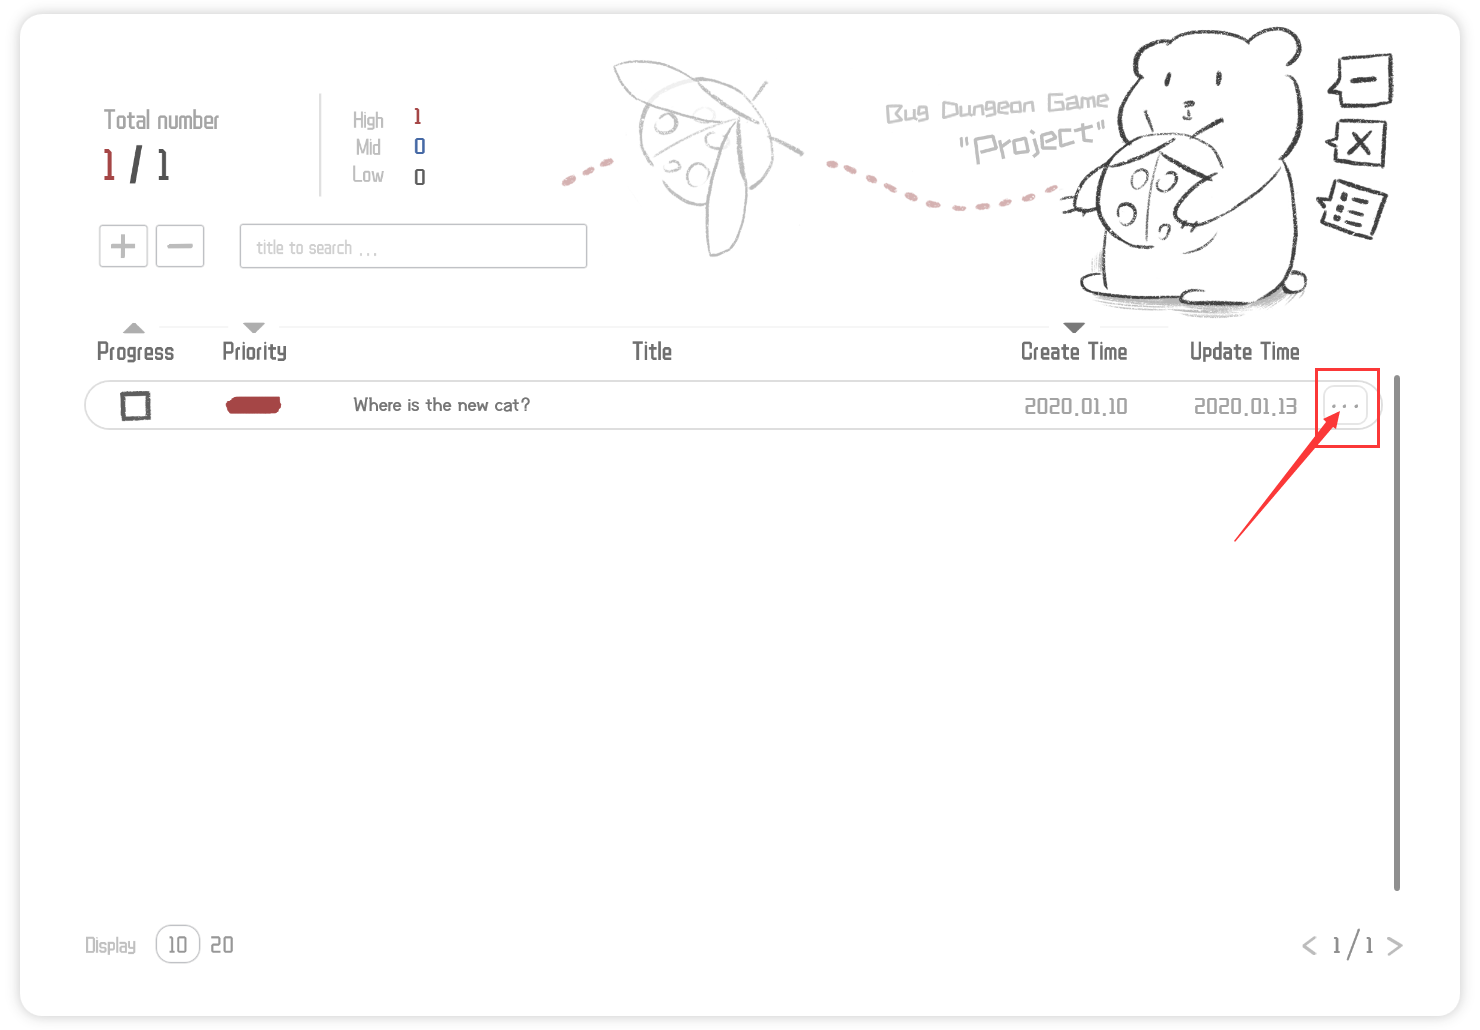 Total number
1 / 1
High 1
Mid 0
Low 0
Bug Dungeon Game
"Project"
title to search ...
Progress Priority Title Create Time Update Time
Where is the new cat? 2020.01.10 2020.01.13 ...
Display 10 20
< 1 / 1 >